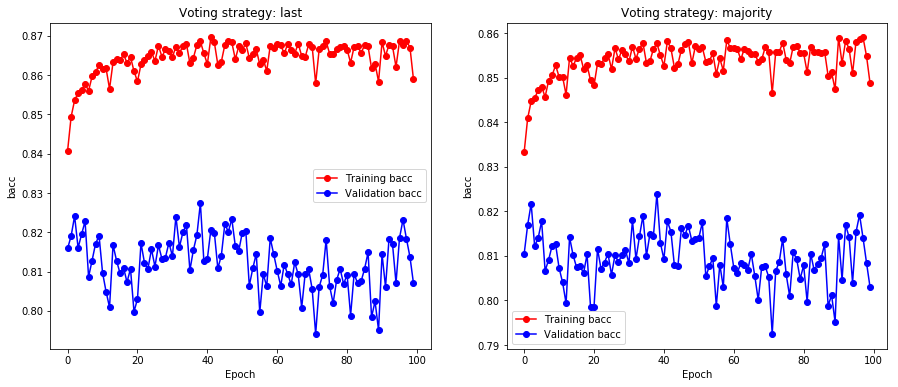 Voting strategy: last
0.87
0.86
0.85
0.84
0.83
0.82
0.81
0.80
bacc
Training bacc
Validation bacc
0
20
40
60
80
100
Epoch
Voting strategy: majority
0.86
0.85
0.84
0.83
0.82
0.81
0.80
0.79
bacc
Training bacc
Validation bacc
0
20
40
60
80
100
Epoch